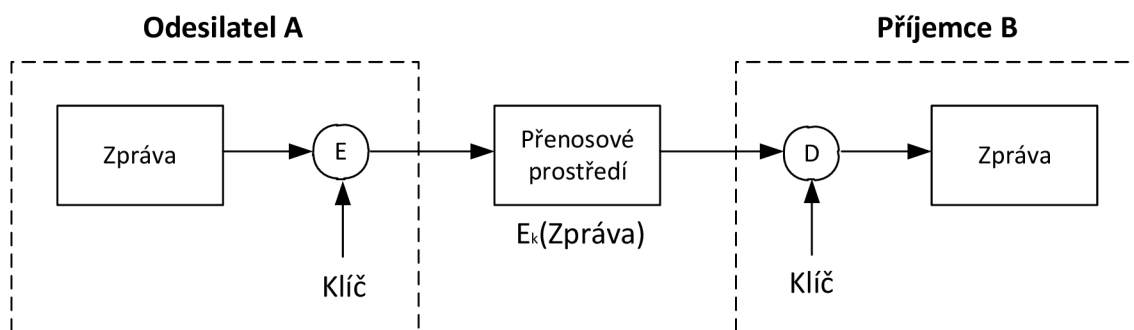 Odesilatel A
Příjemce B
Zpráva
E
Přenosové
prostředí
D
Zpráva
Eₖ(Zpráva)
Klíč
Klíč